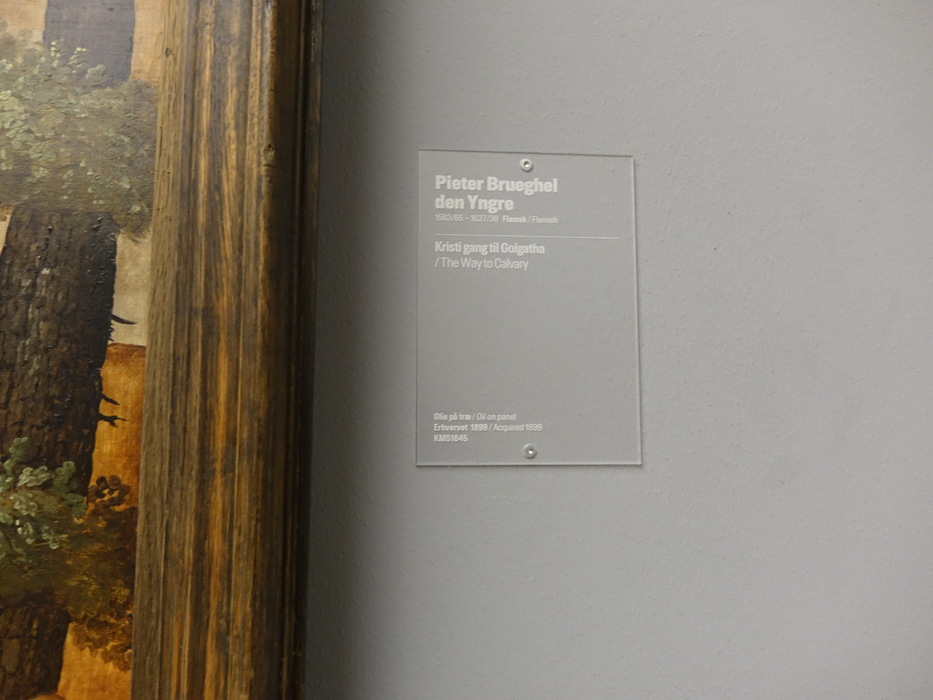 Pieter Brueghel
den Yngre
1563/65–1637/38 Flamsk / Flemish
Kristi gang til Golgatha
/ The Way to Calvary
Olie på træ / Oil on panel
Erhvervet 1899 / Acquired 1899
KMS1645